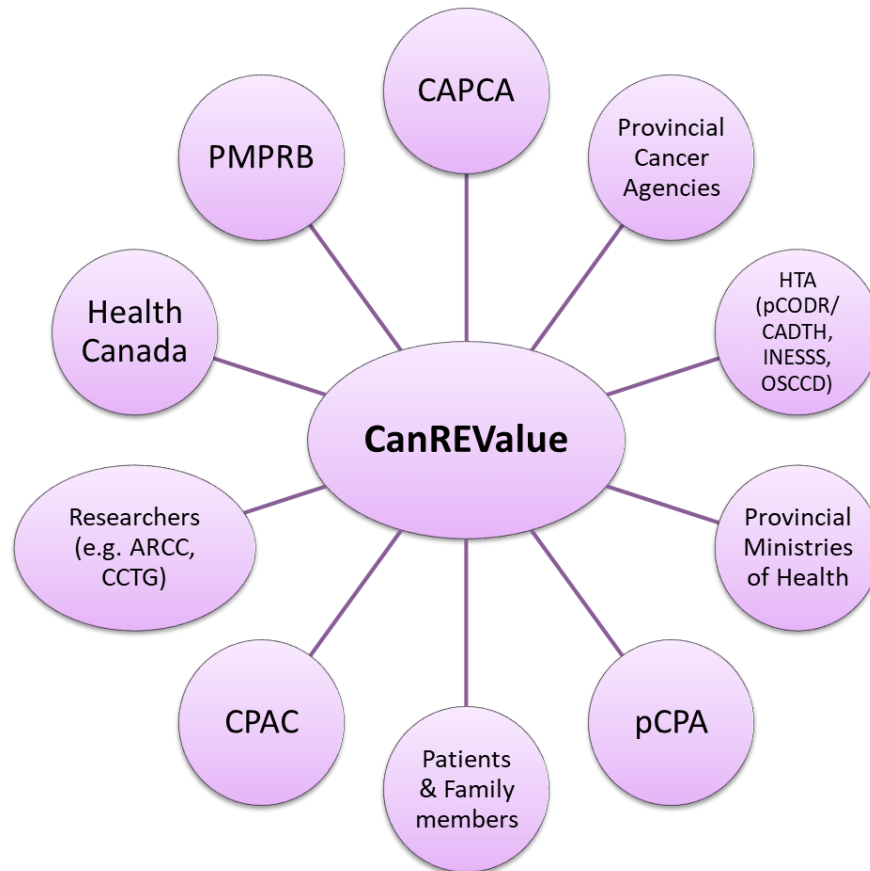 CAPCA
Provincial
Cancer
Agencies
PMPRB
HTA
(pCODR/
CADTH,
INESSS,
OSCCD)
Health
Canada
CanREValue
Researchers
(e.g. ARCC,
CCTG)
Provincial
Ministries
of Health
CPAC
pCPA
Patients
& Family
members